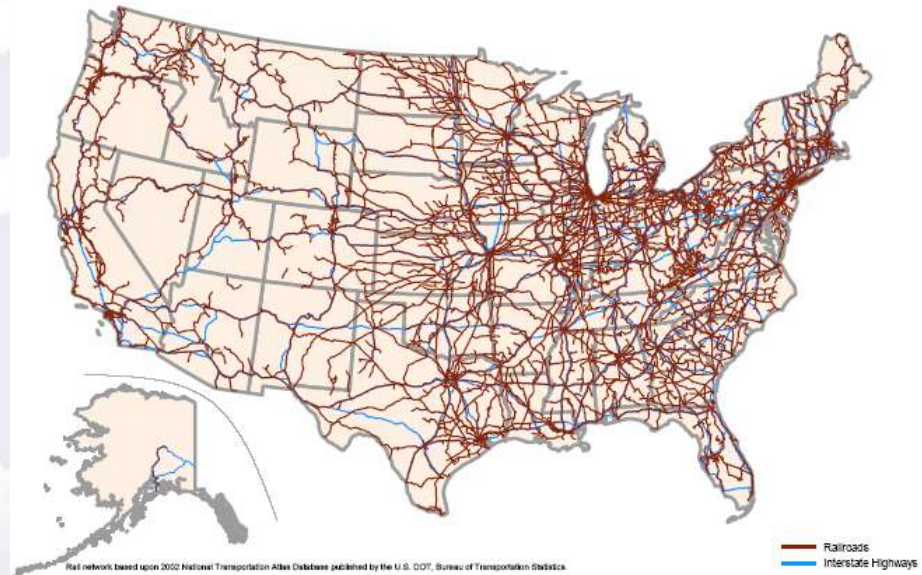 Rail network based upon 2002 National Transportation Atlas Database published by the U.S. DOT, Bureau of Transportation Statistics.
Railroads
Interstate Highways